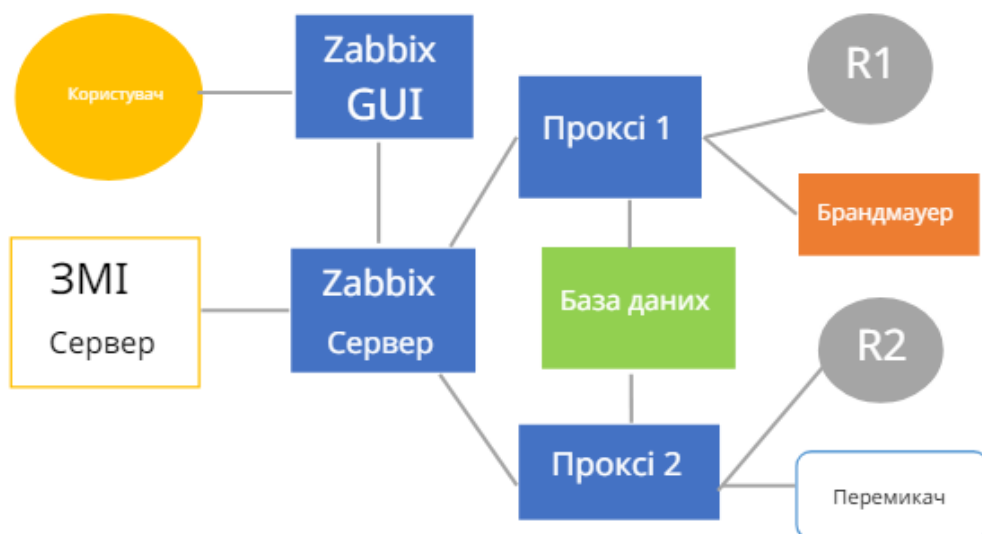 Користувач
Zabbix
GUI
Проксі 1
R1
Брандмауер
ЗМІ
Сервер
Zabbix
Сервер
База даних
R2
Проксі 2
Перемикач